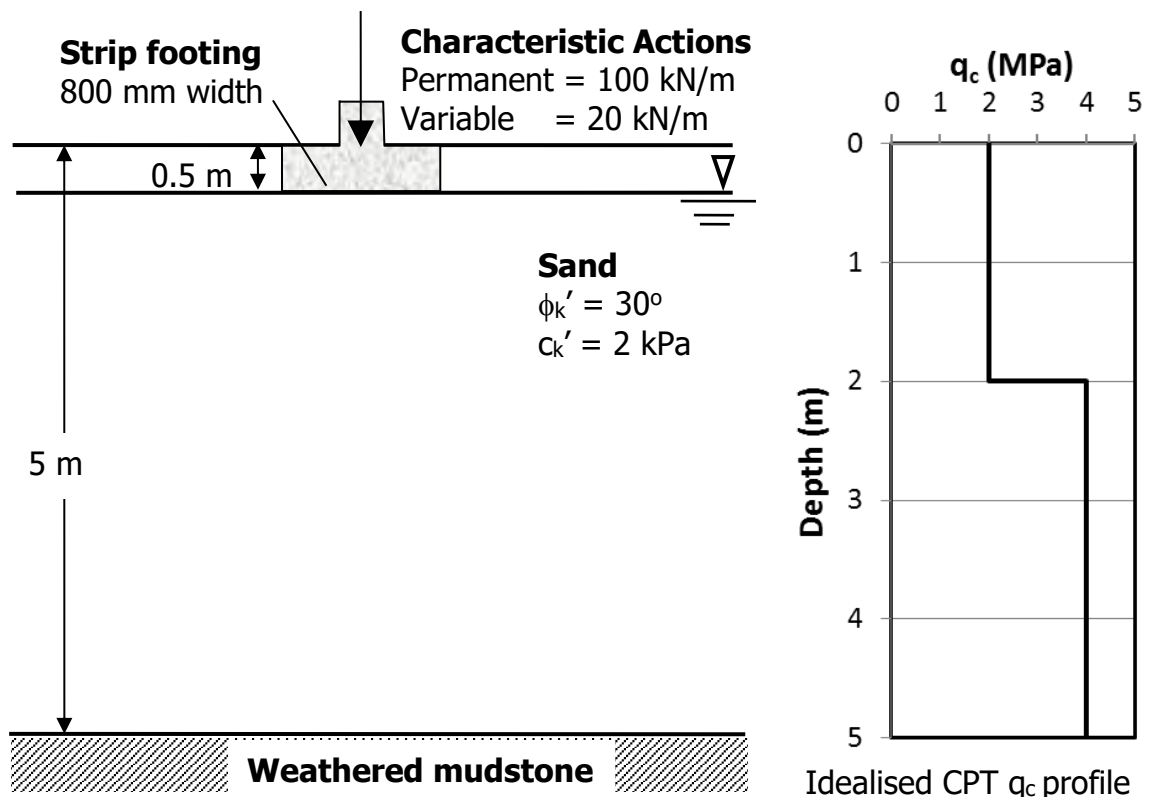 Strip footing
800 mm width
Characteristic Actions
Permanent = 100 kN/m
Variable = 20 kN/m
0.5 m
Sand
ϕk′ = 30o
ck′ = 2 kPa
5 m
Weathered mudstone
qc (MPa)
0 1 2 3 4 5
0
1
2
3
4
5
Depth (m)
Idealised CPT qc profile